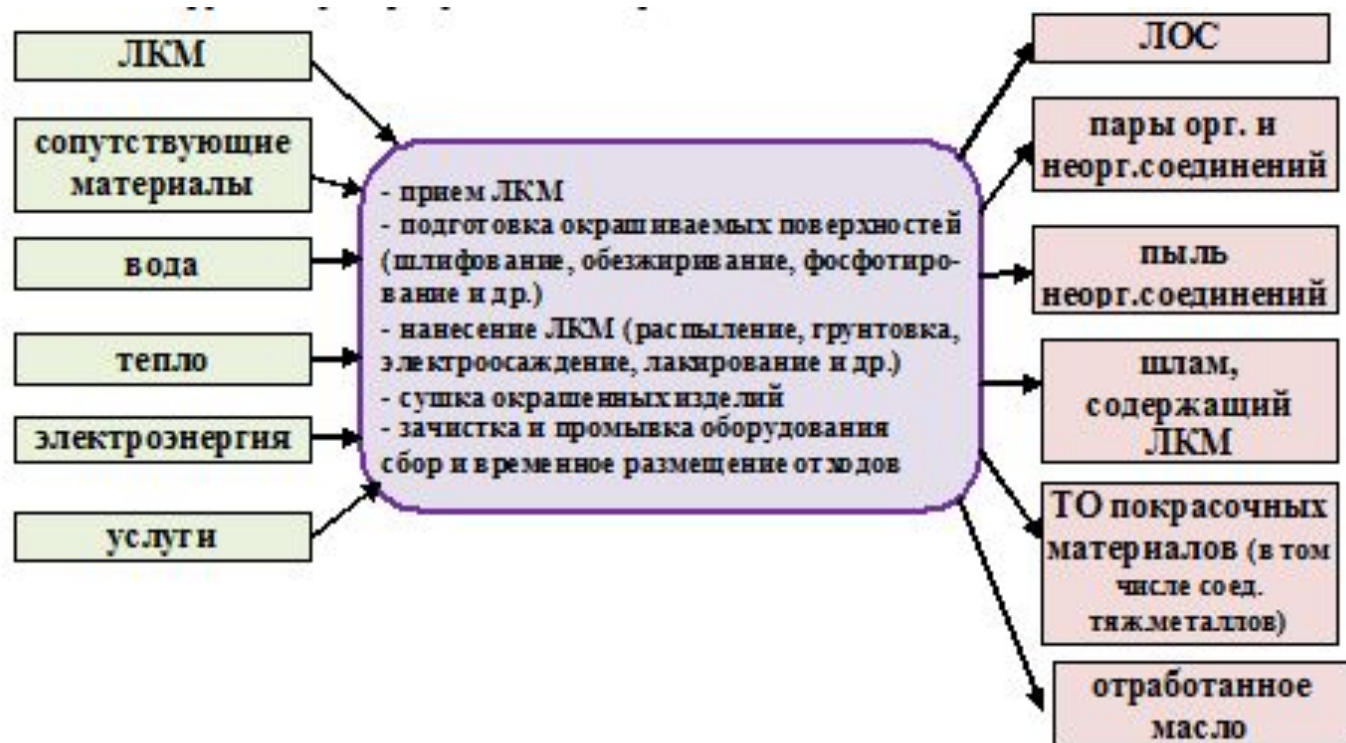 ЛКМ
сопутствующие
материалы
вода
тепло
электроэнергия
услуги
- прием ЛКМ
- подготовка окрашиваемых поверхностей
(шлифование, обезжиривание, фосфотиро-
вание и др.)
- нанесение ЛКМ (распыление, грунтовка,
электроосаждение, лакирование и др.)
- сушка окрашенных изделий
- зачистка и промывка оборудования
сбор и временное размещение отходов
ЛОС
пары орг. и
неорг.соединений
пыль
неорг.соединений
шлам,
содержащий
ЛКМ
ТО покрасочных
материалов (в том
числе соед.
тяж.металлов)
отработанное
масло